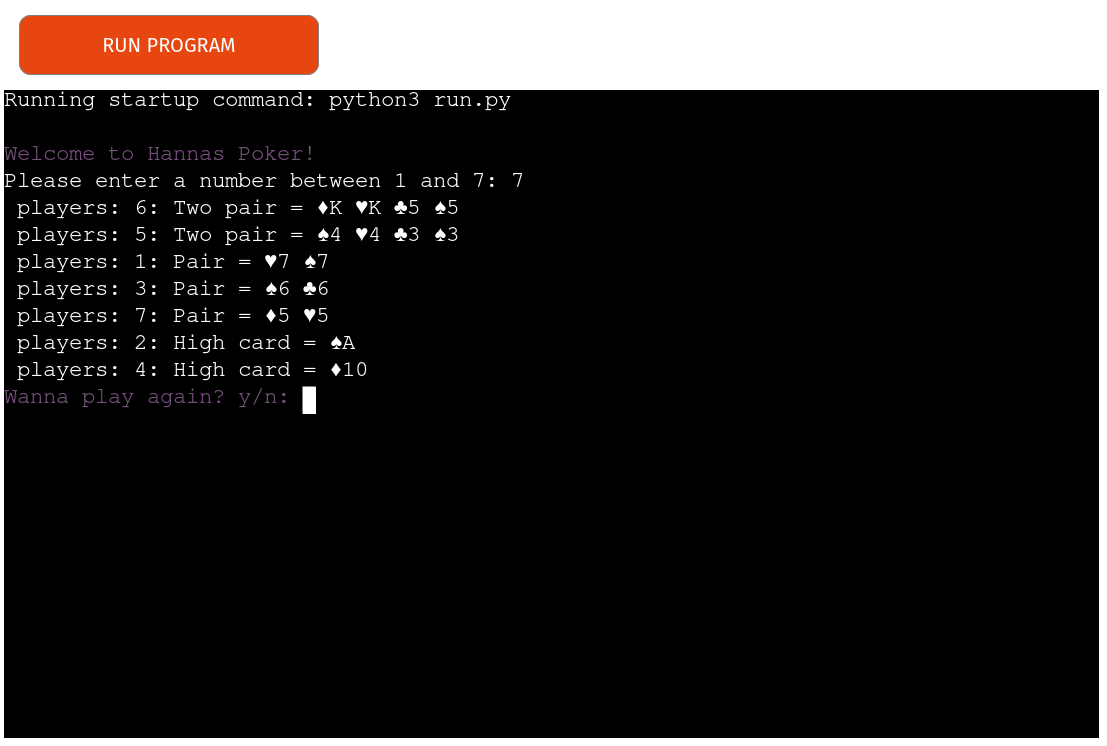 RUN PROGRAM
Running startup command: python3 run.py
Welcome to Hannas Poker!
Please enter a number between 1 and 7: 7
players: 6: Two pair = ♦K ♥K ♣5 ♠5
players: 5: Two pair = ♠4 ♥4 ♣3 ♠3
players: 1: Pair = ♥7 ♠7
players: 3: Pair = ♠6 ♣6
players: 7: Pair = ♦5 ♥5
players: 2: High card = ♠A
players: 4: High card = ♦10
Wanna play again? y/n: